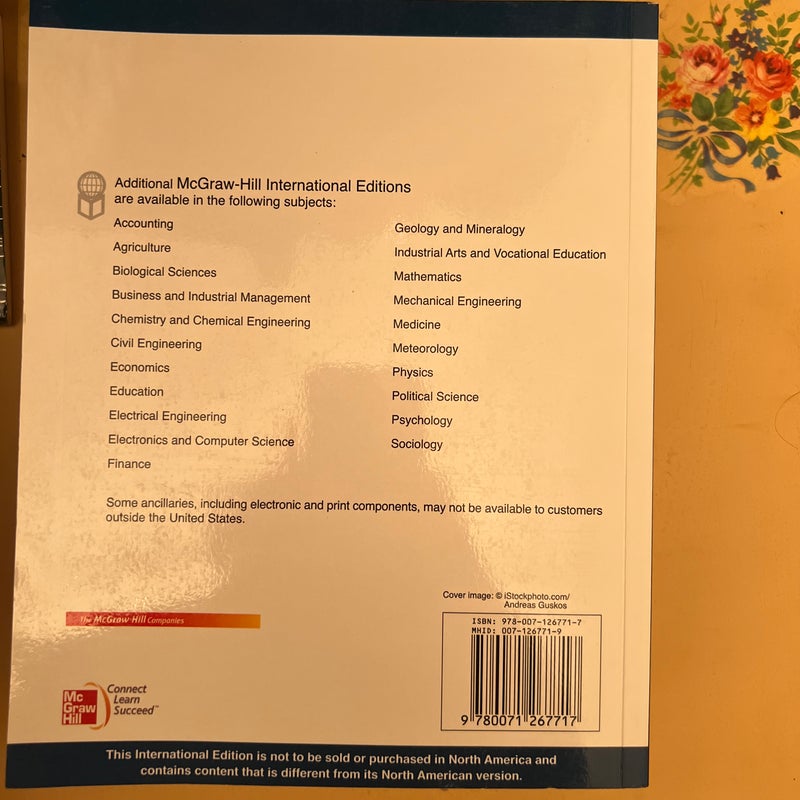 Additional McGraw-Hill International Editions
are available in the following subjects:
Accounting
Agriculture
Biological Sciences
Business and Industrial Management
Chemistry and Chemical Engineering
Civil Engineering
Economics
Education
Electrical Engineering
Electronics and Computer Science
Finance
Geology and Mineralogy
Industrial Arts and Vocational Education
Mathematics
Mechanical Engineering
Medicine
Meteorology
Physics
Political Science
Psychology
Sociology
Some ancillaries, including electronic and print components, may not be available to customers
outside the United States.
Cover image: © iStockphoto.com/
Andreas Guskos
The McGraw-Hill Companies
ISBN: 978-007-126771-7
MHID: 007-126771-9
9 780071 267717
Mc
Graw
Hill
Connect
Learn
Succeed™
This International Edition is not to be sold or purchased in North America and
contains content that is different from its North American version.